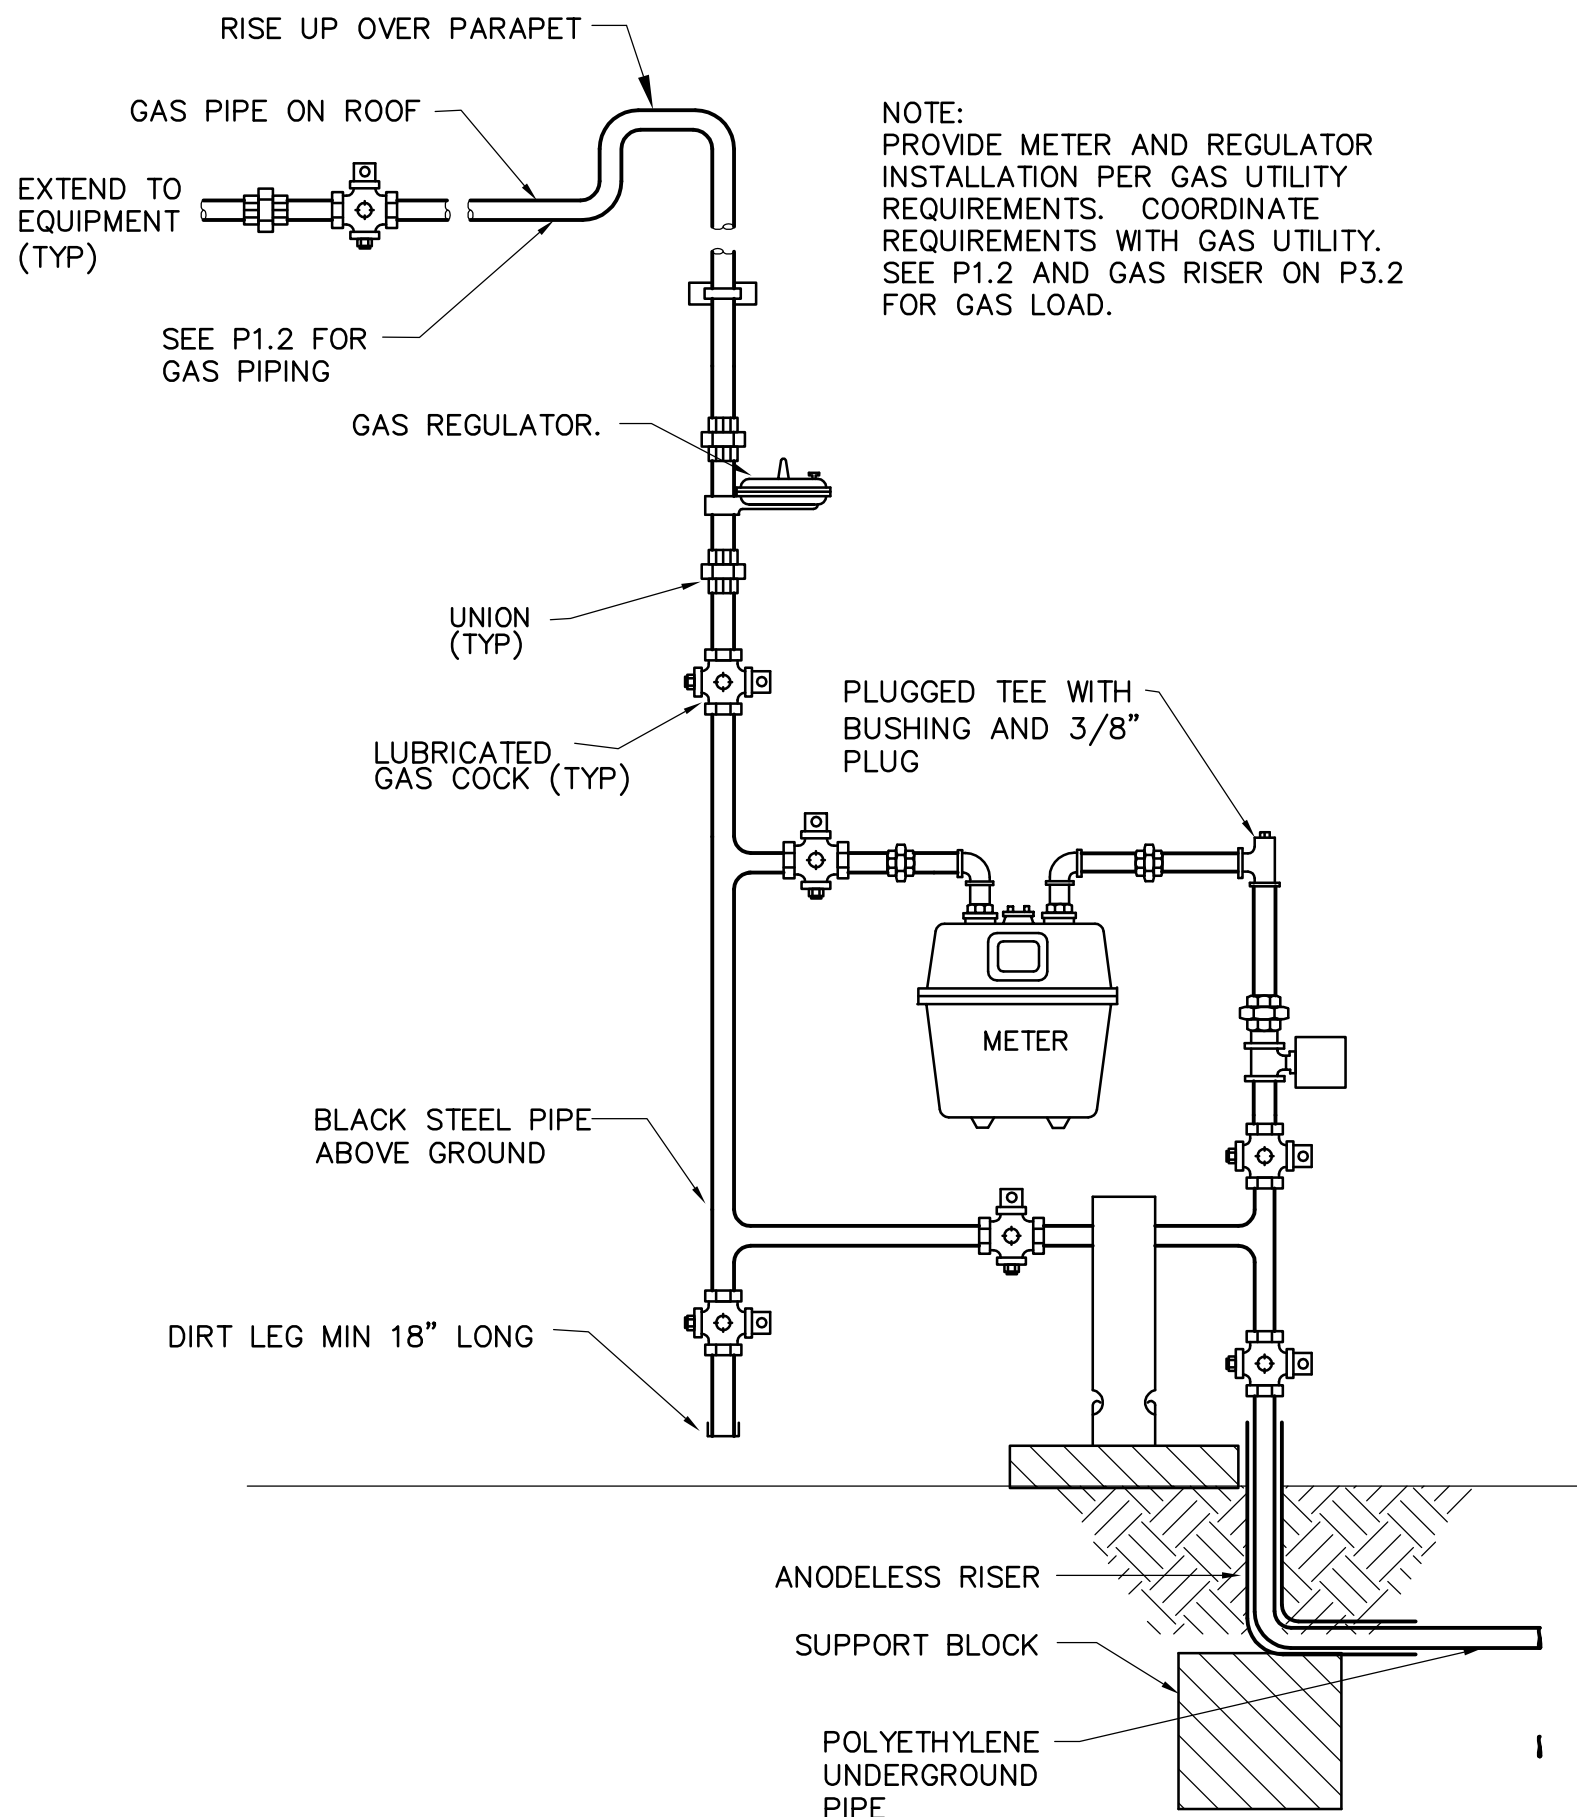 RISE UP OVER PARAPET
GAS PIPE ON ROOF
EXTEND TO
EQUIPMENT
(TYP)
SEE P1.2 FOR
GAS PIPING
NOTE:
PROVIDE METER AND REGULATOR
INSTALLATION PER GAS UTILITY
REQUIREMENTS. COORDINATE
REQUIREMENTS WITH GAS UTILITY.
SEE P1.2 AND GAS RISER ON P3.2
FOR GAS LOAD.
GAS REGULATOR.
UNION
(TYP)
LUBRICATED
GAS COCK (TYP)
PLUGGED TEE WITH
BUSHING AND 3/8”
PLUG
METER
BLACK STEEL PIPE
ABOVE GROUND
DIRT LEG MIN 18” LONG
ANODELESS RISER
SUPPORT BLOCK
POLYETHYLENE
UNDERGROUND
PIPE